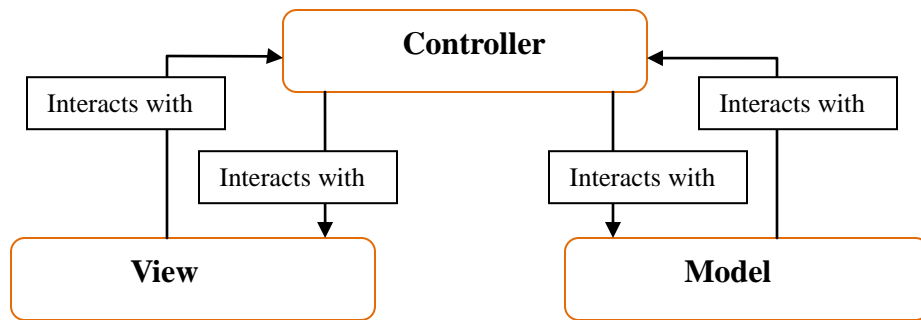 Controller
Interacts with
Interacts with
Interacts with
Interacts with
View
Model